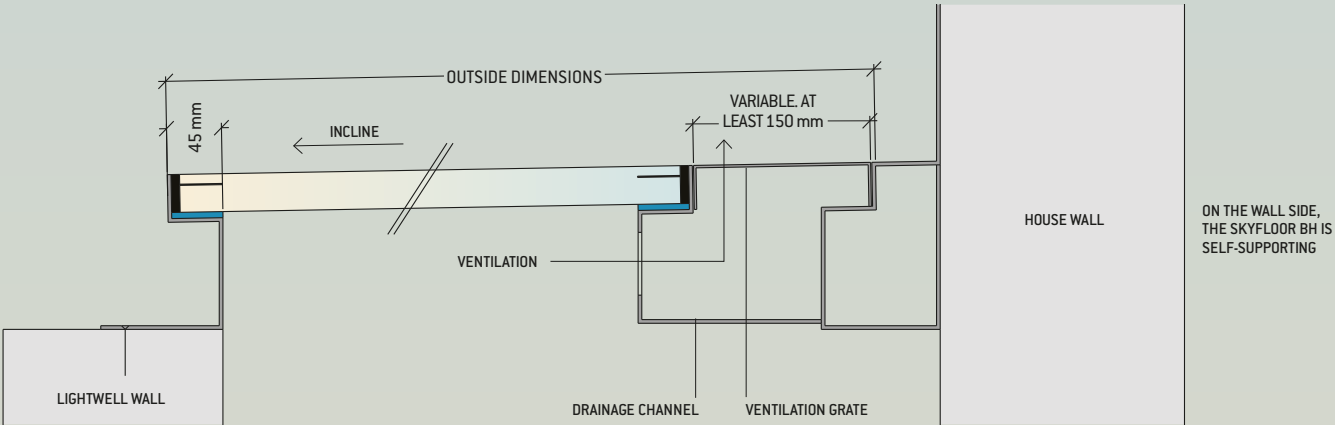 OUTSIDE DIMENSIONS
45 mm
INCLINE
VARIABLE. AT
LEAST 150 mm
VENTILATION
HOUSE WALL
ON THE WALL SIDE,
THE SKYFLOOR BH IS
SELF-SUPPORTING
LIGHTWELL WALL
DRAINAGE CHANNEL
VENTILATION GRATE